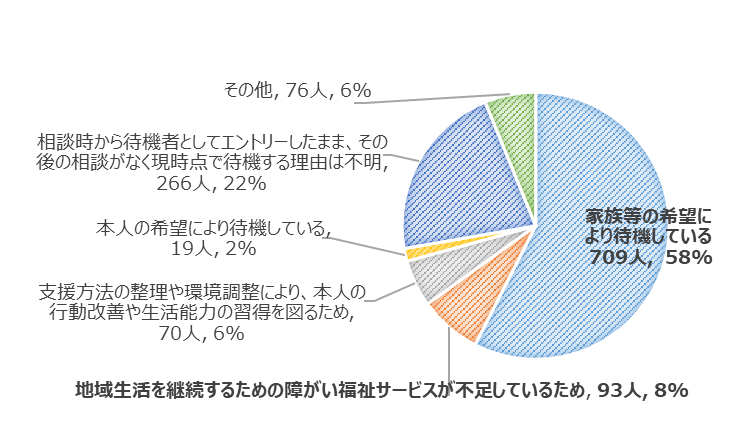 その他, 76人, 6%
相談時から待機者としてエントリーしたまま、その
後の相談がなく現時点で待機する理由は不明,
266人, 22%
本人の希望により待機している,
19人, 2%
支援方法の整理や環境調整により、本人の
行動改善や生活能力の習得を図るため,
70人, 6%
家族等の希望に
より待機している
709人, 58%
地域生活を継続するための障がい福祉サービスが不足しているため, 93人, 8%